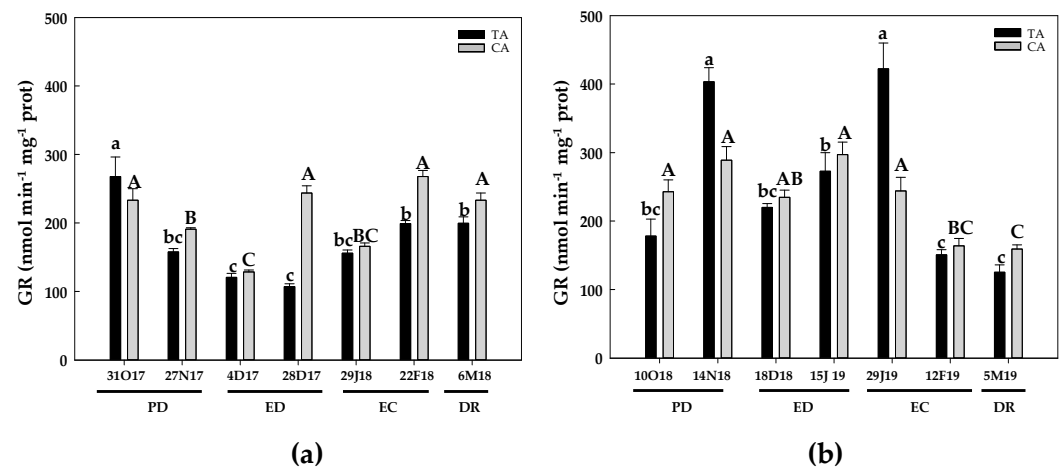 500
400
300
200
100
0
GR (nmol min-1 mg-1 prot)
TA
CA
a A
bc B
c C
c A
bc BC
b A
b A
31O17 27N17 4D17 28D17 29J18 22F18 6M18
PD ED EC DR
(a)
500
400
300
200
100
0
GR (nmol min-1 mg-1 prot)
TA
CA
bc A
a A
bc AB
b A
a A
c BC
c C
10O18 14N18 18D18 15J 19 29J19 12F19 5M19
PD ED EC DR
(b)